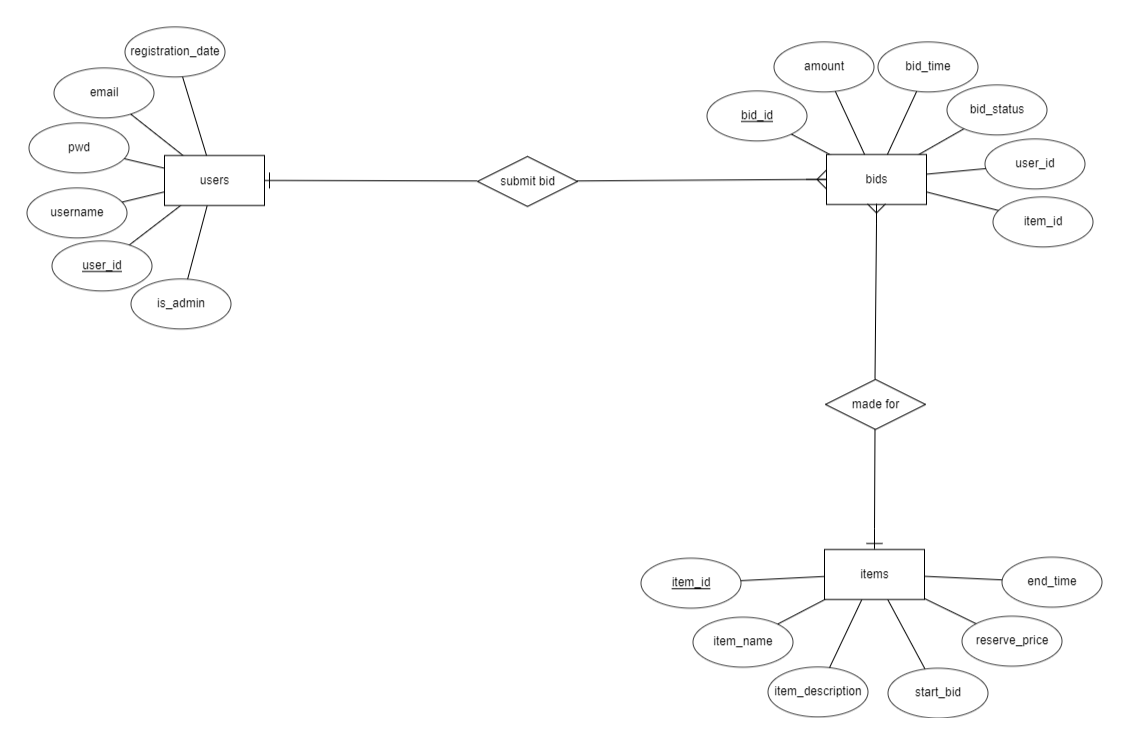 registration_date
email
pwd
username
user_id
is_admin
users
submit bid
amount
bid_time
bid_id
bid_status
user_id
item_id
bids
made for
items
item_id
item_name
item_description
start_bid
reserve_price
end_time